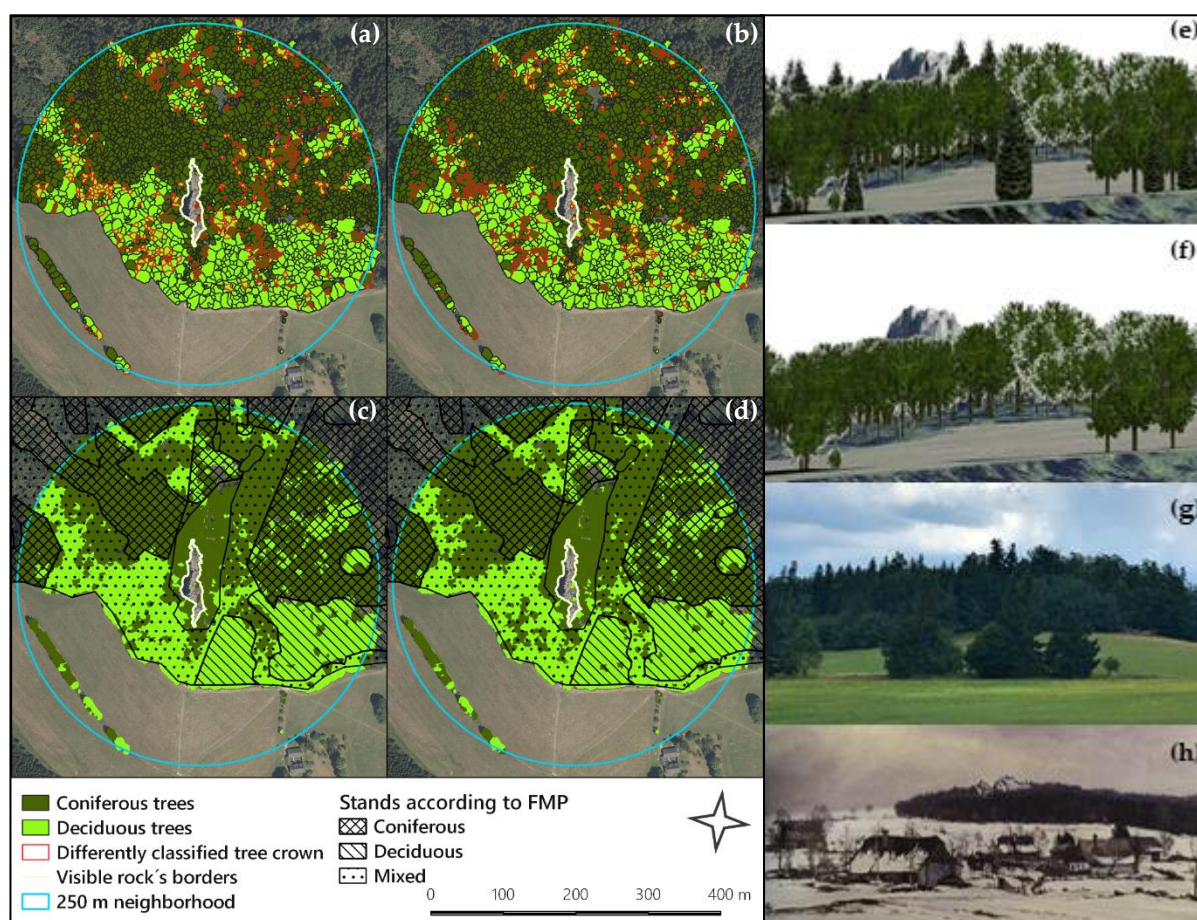 (a)
(b)
(c)
(d)
(e)
(f)
(g)
(h)
Coniferous trees
Deciduous trees
Differently classified tree crown
Visible rock´s borders
250 m neighborhood
Stands according to FMP
Coniferous
Deciduous
Mixed
0 100 200 300 400 m